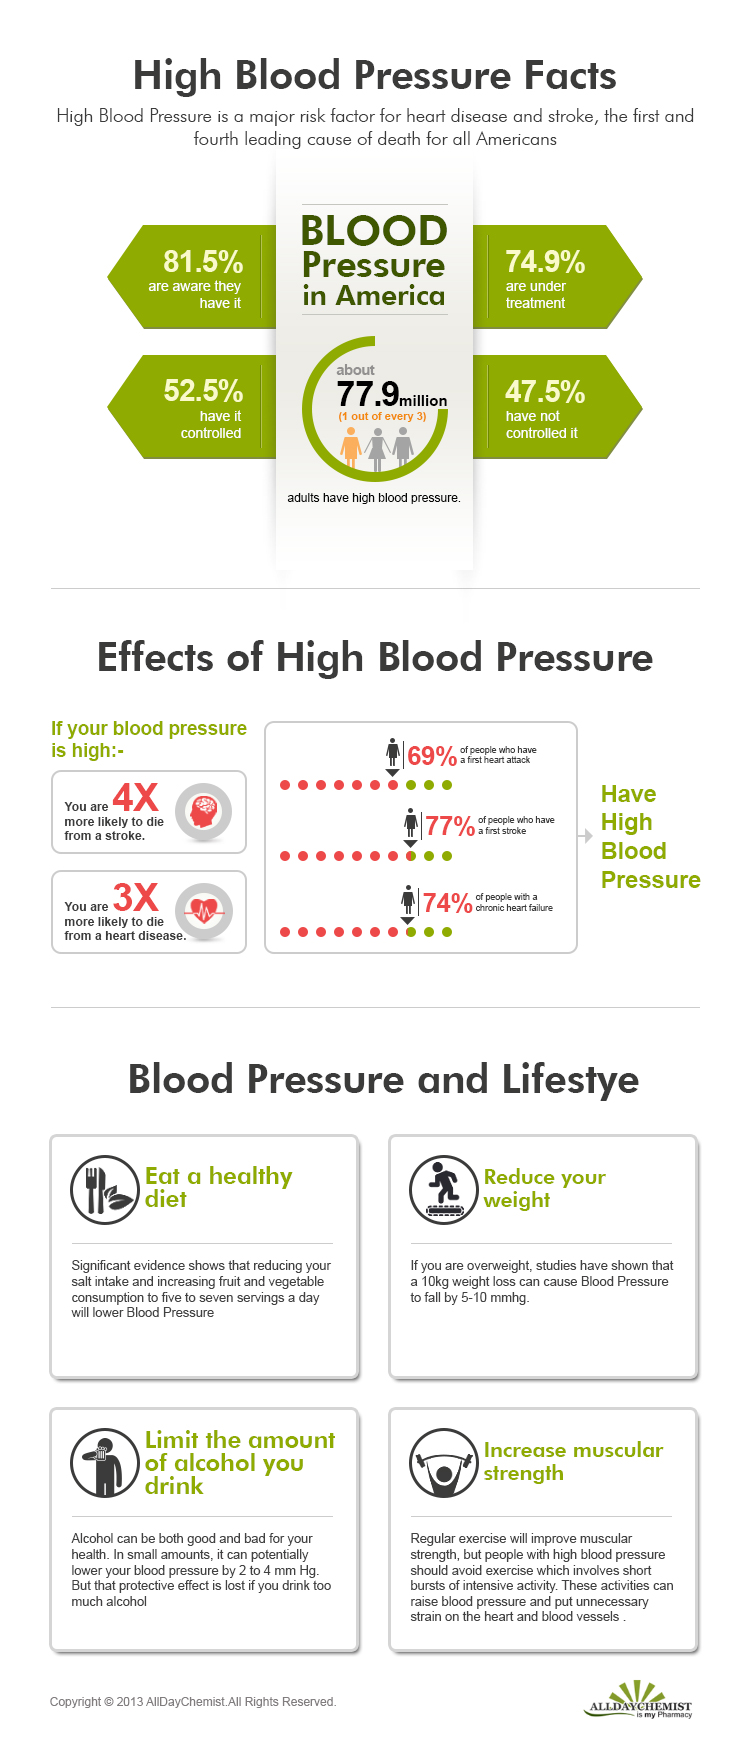 High Blood Pressure Facts
High Blood Pressure is a major risk factor for heart disease and stroke, the first and
fourth leading cause of death for all Americans
BLOOD
Pressure
in America
81.5%
are aware they
have it
74.9%
are under
treatment
52.5%
have it
controlled
47.5%
have not
controlled it
about
77.9million
(1 out of every 3)
adults have high blood pressure.
Effects of High Blood Pressure
If your blood pressure
is high:-
You are 4X
more likely to die
from a stroke.
You are 3X
more likely to die
from a heart disease.
69% of people who have
a first heart attack
77% of people who have
a first stroke
74% of people with a
chronic heart failure
Have
High
Blood
Pressure
Blood Pressure and Lifestye
Eat a healthy
diet
Significant evidence shows that reducing your
salt intake and increasing fruit and vegetable
consumption to five to seven servings a day
will lower Blood Pressure
Reduce your
weight
If you are overweight, studies have shown that
a 10kg weight loss can cause Blood Pressure
to fall by 5-10 mmhg.
Limit the amount
of alcohol you
drink
Alcohol can be both good and bad for your
health. In small amounts, it can potentially
lower your blood pressure by 2 to 4 mm Hg.
But that protective effect is lost if you drink too
much alcohol
Increase muscular
strength
Regular exercise will improve muscular
strength, but people with high blood pressure
should avoid exercise which involves short
bursts of intensive activity. These activities can
raise blood pressure and put unnecessary
strain on the heart and blood vessels .
Copyright © 2013 AllDayChemist.All Rights Reserved.
ALLDAYCHEMIST
is my Pharmacy